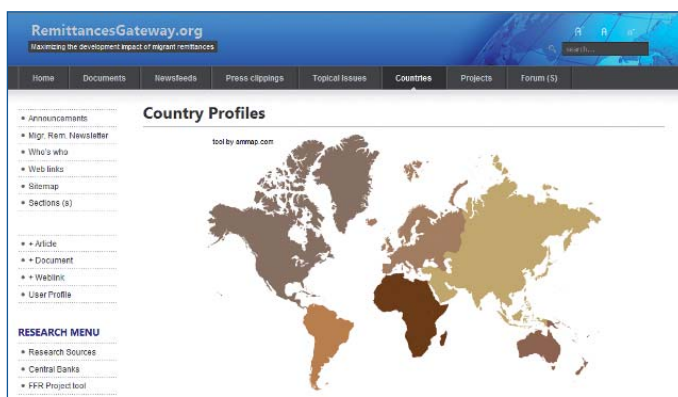 RemittancesGateway.org
Maximizing the development impact of migrant remittances
A A
search...
Home Documents Newsfeeds Press clippings Topical Issues Countries Projects Forum (S)
Country Profiles
tool by ammap.com
Announcements
Migr. Rem. Newsletter
Who's who
Web links
Sitemap
Sections (s)
+ Article
+ Document
+ Weblink
User Profile
RESEARCH MENU
Research Sources
Central Banks
FFR Project tool